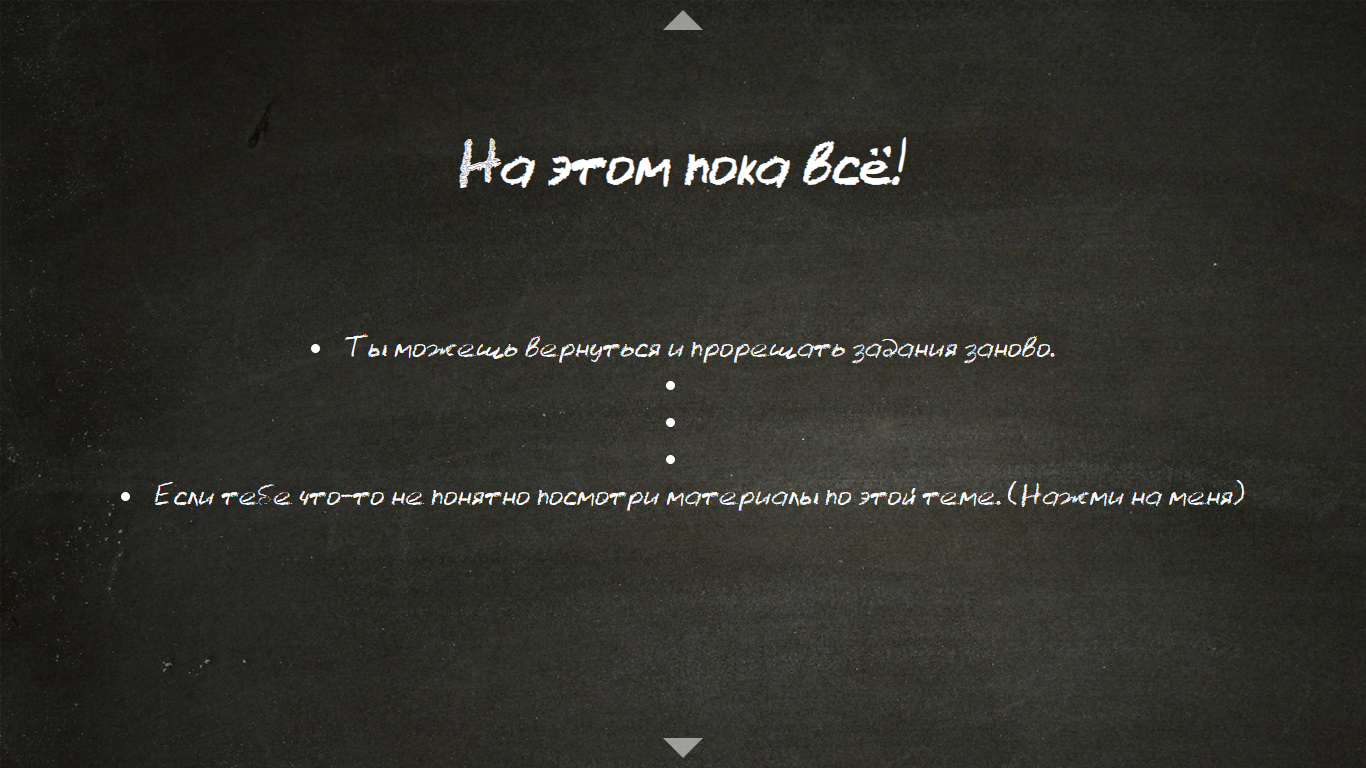 На этом пока всё!
• Ты можешь вернуться и прорещать задания заново.
•
•
•
• Если тебе что-то не понятно посмотри материалы по этой теме. (Нажми на меня)